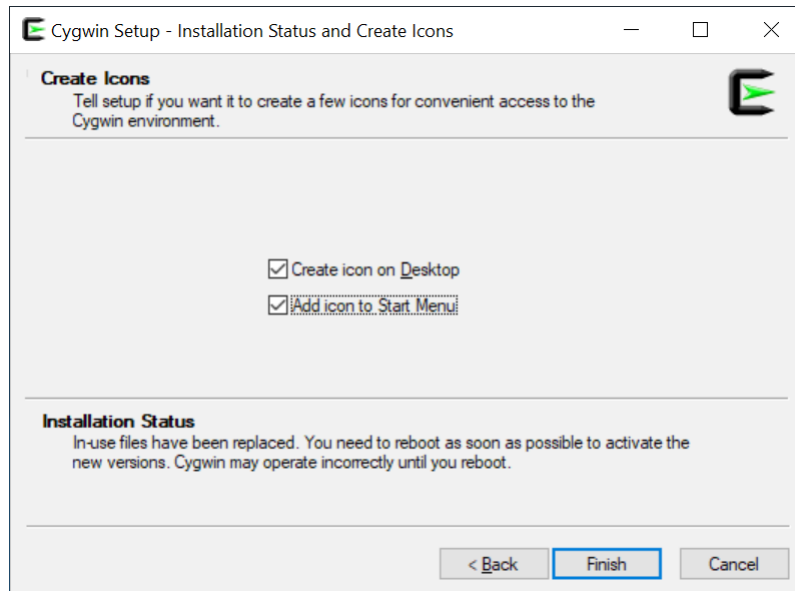 Cygwin Setup - Installation Status and Create Icons
Create Icons
Tell setup if you want it to create a few icons for convenient access to the
Cygwin environment.
Create icon on Desktop
Add icon to Start Menu
Installation Status
In-use files have been replaced. You need to reboot as soon as possible to activate the
new versions. Cygwin may operate incorrectly until you reboot.
< Back
Finish
Cancel